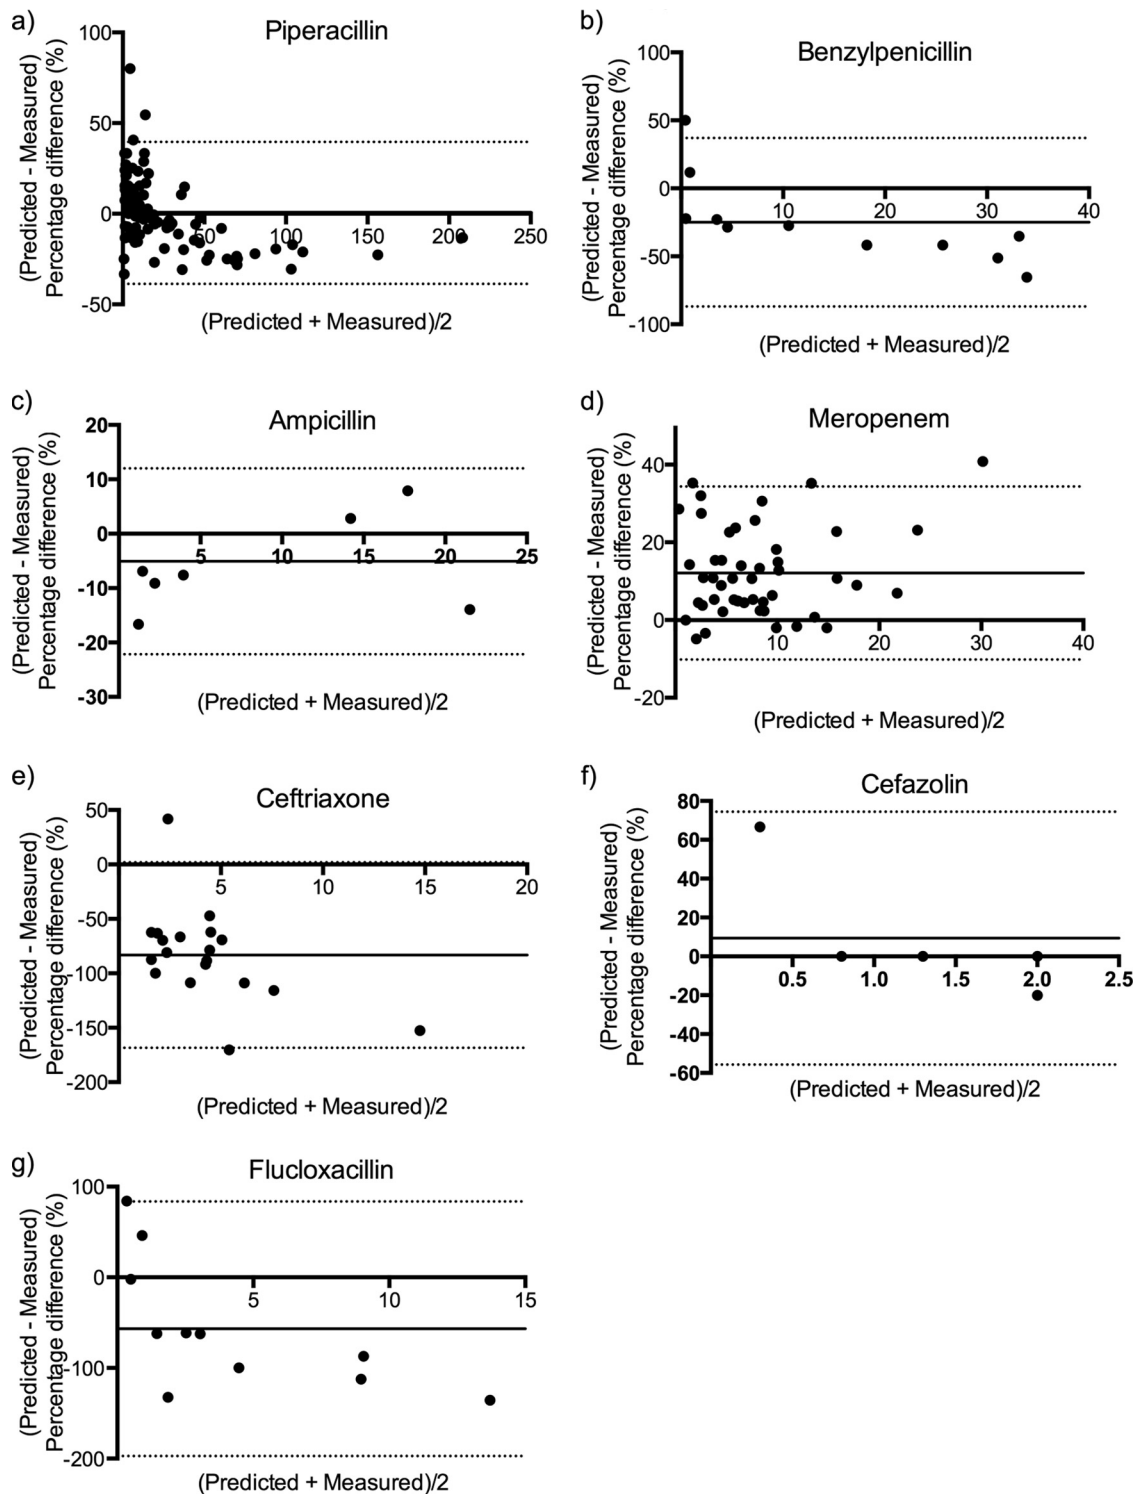 a)
Piperacillin
(Predicted - Measured)
Percentage difference (%)
100
50
0
-50
50
100
150
200
250
(Predicted + Measured)/2
b)
Benzylpenicillin
(Predicted - Measured)
Percentage difference (%)
100
50
0
-50
-100
10
20
30
40
(Predicted + Measured)/2
c)
Ampicillin
(Predicted - Measured)
Percentage difference (%)
20
10
0
-10
-20
-30
5
10
15
20
25
(Predicted + Measured)/2
d)
Meropenem
(Predicted - Measured)
Percentage difference (%)
40
20
0
-20
10
20
30
40
(Predicted + Measured)/2
e)
Ceftriaxone
(Predicted - Measured)
Percentage difference (%)
50
0
-50
-100
-150
-200
5
10
15
20
(Predicted + Measured)/2
f)
Cefazolin
(Predicted - Measured)
Percentage difference (%)
80
60
40
20
0
-20
-40
-60
0.5
1.0
1.5
2.0
2.5
(Predicted + Measured)/2
g)
Flucloxacillin
(Predicted - Measured)
Percentage difference (%)
100
0
-100
-200
5
10
15
(Predicted + Measured)/2